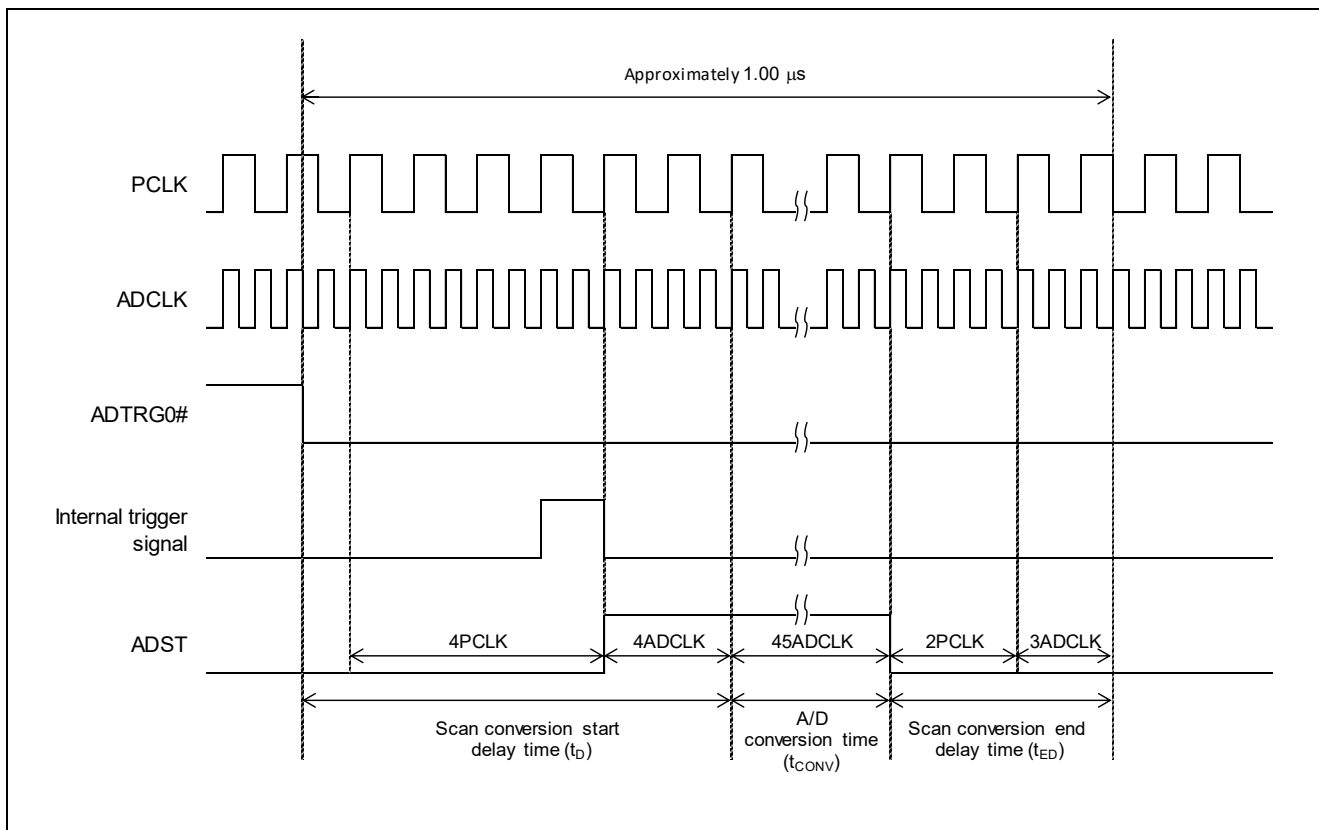 Approximately 1.00 μs
PCLK
ADCLK
ADTRG0#
Internal trigger
signal
ADST
4PCLK
4ADCLK
45ADCLK
2PCLK
3ADCLK
Scan conversion start
delay time (tD)
A/D
conversion time
(tCONV)
Scan conversion end
delay time (tED)